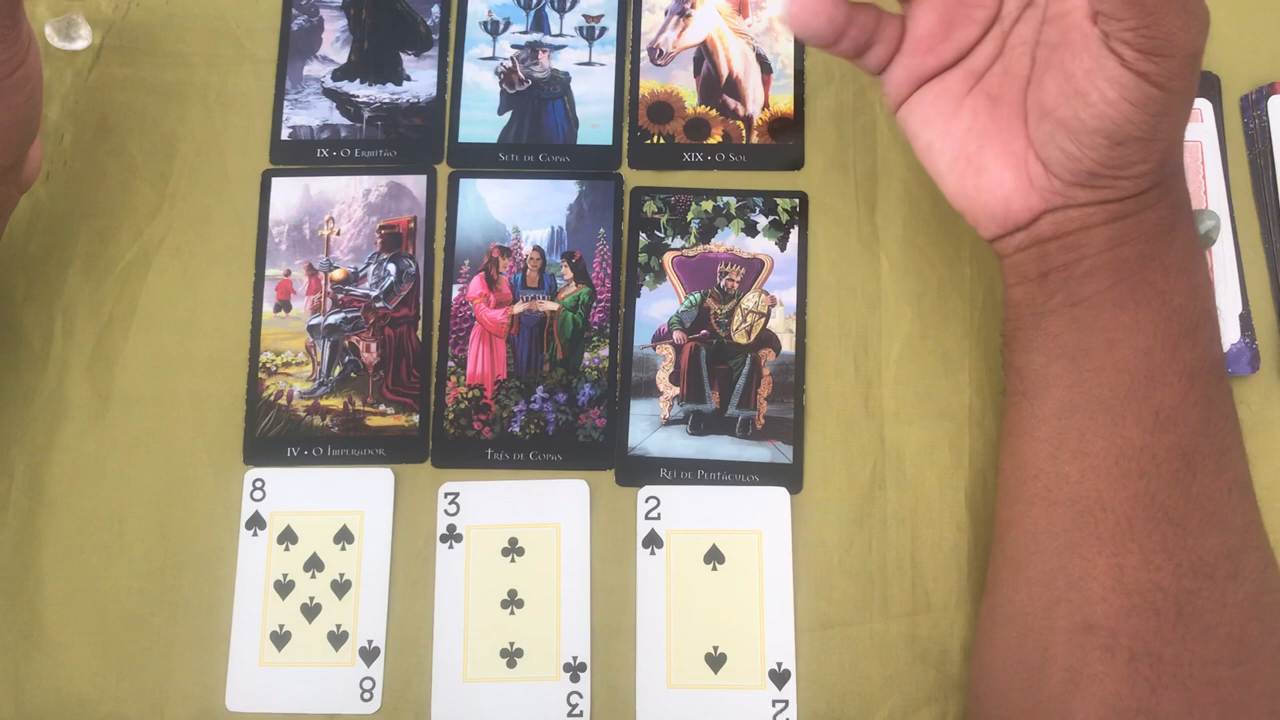 IX • O Ermitão
Sete de Copas
XIX • O Sol
IV • O Imperador
Três de Copas
Rei de Pentáculos
8
3
2
8
3
2